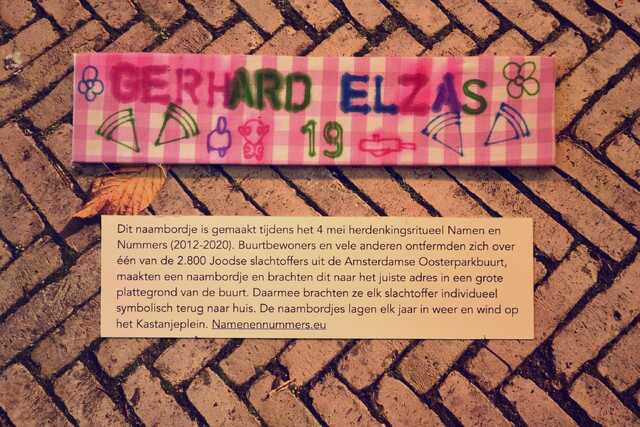 GERHARD ELZAS
19
Dit naambordje is gemaakt tijdens het 4 mei herdenkingsritueel Namen en
Nummers (2012-2020). Buurtbewoners en vele anderen ontfermden zich over
één van de 2.800 Joodse slachtoffers uit de Amsterdamse Oosterparkbuurt,
maakten een naambordje en brachten dit naar het juiste adres in een grote
plattegrond van de buurt. Daarmee brachten ze elk slachtoffer individueel
symbolisch terug naar huis. De naambordjes lagen elk jaar in weer en wind op
het Kastanjeplein. Namenennummers.eu